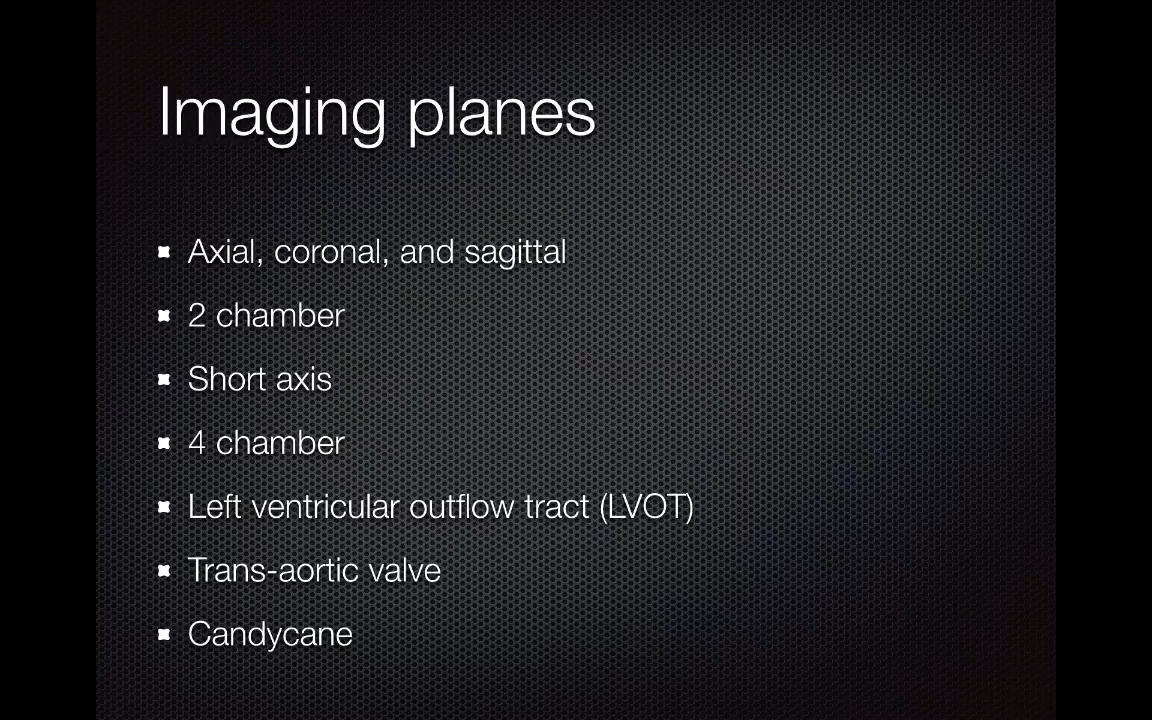 Imaging planes
Axial, coronal, and sagittal
2 chamber
Short axis
4 chamber
Left ventricular outflow tract (LVOT)
Trans-aortic valve
Candycane